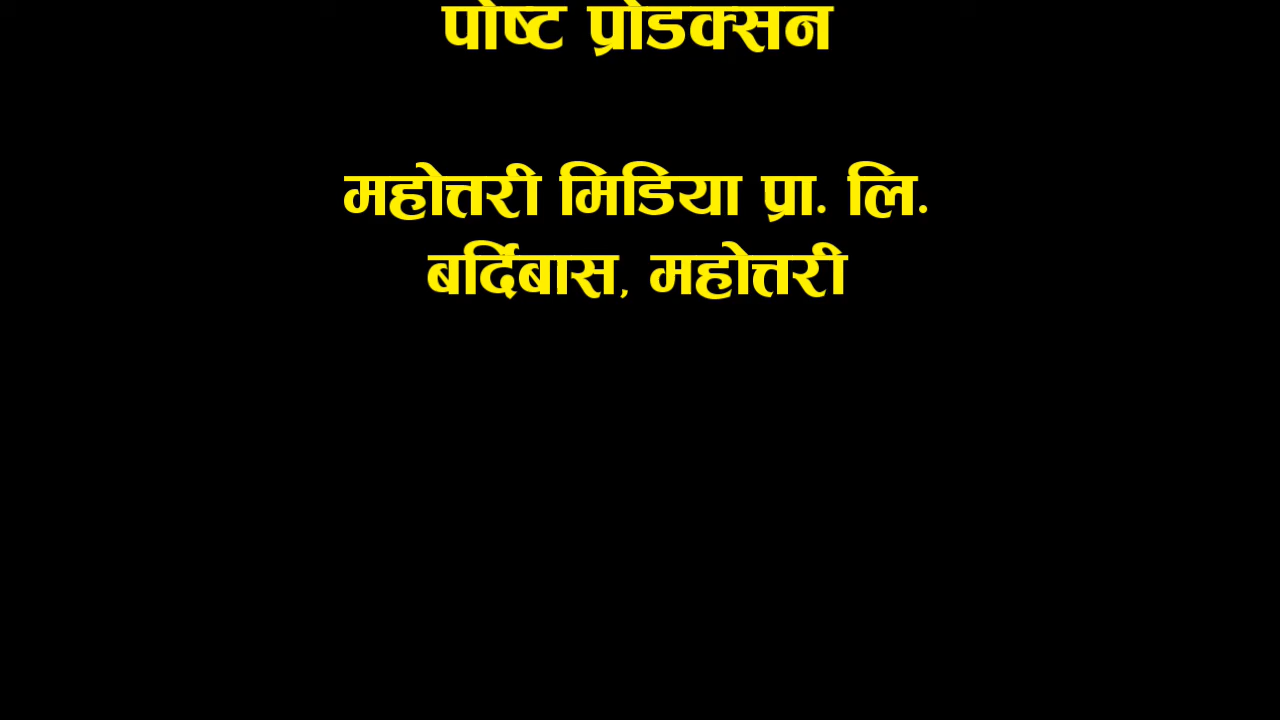 पोष्ट प्रोडक्सन
महोत्तरी मिडिया प्रा. लि.
बर्दिबास, महोत्तरी